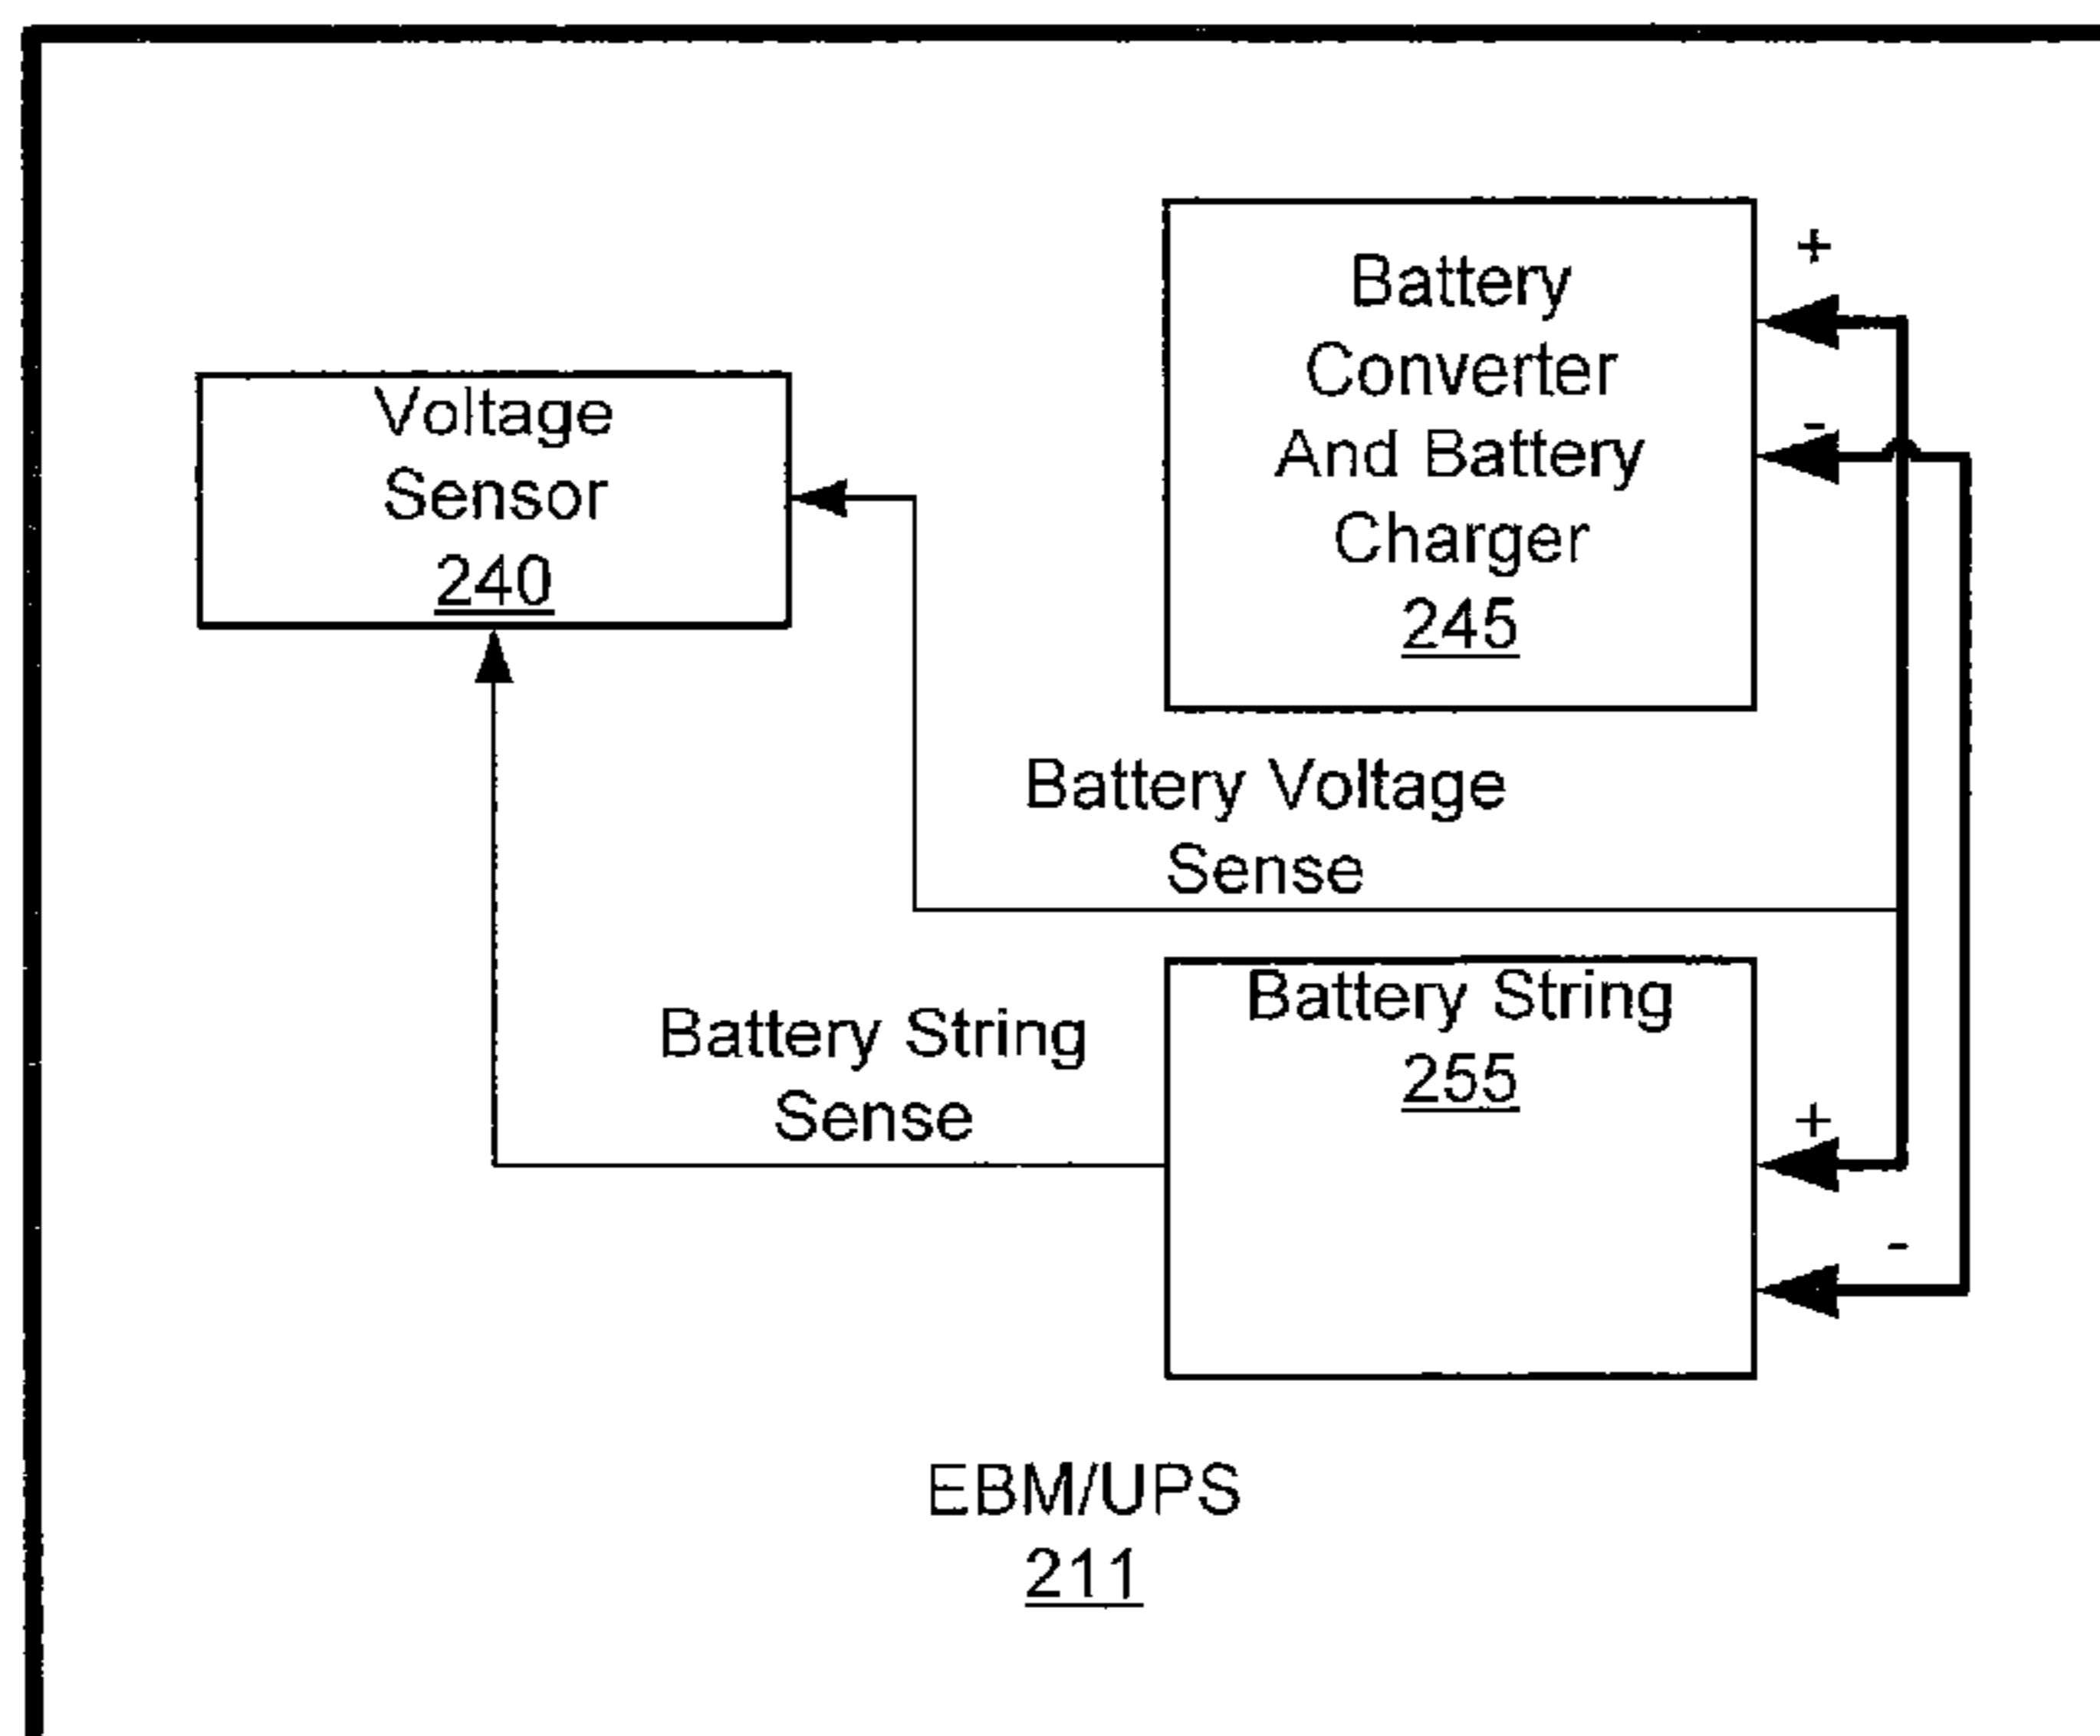 Voltage
Sensor
240
Battery
Converter
And Battery
Charger
245
+
-
Battery Voltage
Sense
Battery String
Sense
Battery String
255
+
-
EBM/UPS
211